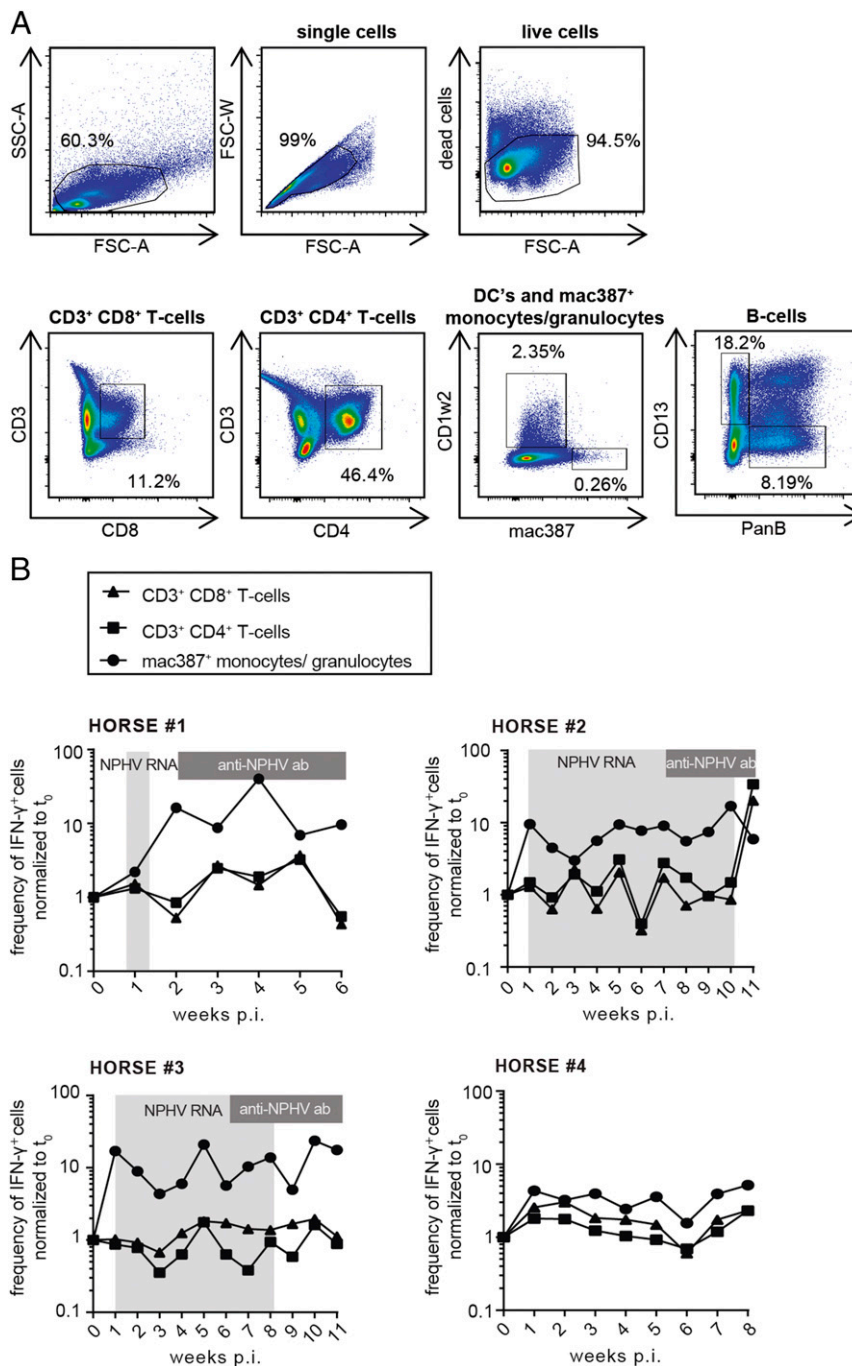 A
single cells
live cells
SSC-A
60.3%
FSC-A
FSC-W
99%
FSC-A
dead cells
94.5%
FSC-A
CD3⁺ CD8⁺ T-cells
CD3
11.2%
CD8
CD3⁺ CD4⁺ T-cells
CD3
46.4%
CD4
DC's and mac387⁺
monocytes/granulocytes
CD1w2
2.35%
0.26%
mac387
B-cells
CD13
18.2%
8.19%
PanB
B
CD3⁺ CD8⁺ T-cells
CD3⁺ CD4⁺ T-cells
mac387⁺ monocytes/ granulocytes
HORSE #1
frequency of IFN-γ⁺cells
normalized to t₀
100
10
1
0.1
NPHV RNA
anti-NPHV ab
0 1 2 3 4 5 6
weeks p.i.
HORSE #2
frequency of IFN-γ⁺cells
normalized to t₀
100
10
1
0.1
NPHV RNA
anti-NPHV ab
0 1 2 3 4 5 6 7 8 9 10 11
weeks p.i.
HORSE #3
frequency of IFN-γ⁺cells
normalized to t₀
100
10
1
0.1
NPHV RNA
anti-NPHV ab
0 1 2 3 4 5 6 7 8 9 10 11
weeks p.i.
HORSE #4
frequency of IFN-γ⁺cells
normalized to t₀
100
10
1
0.1
0 1 2 3 4 5 6 7 8
weeks p.i.